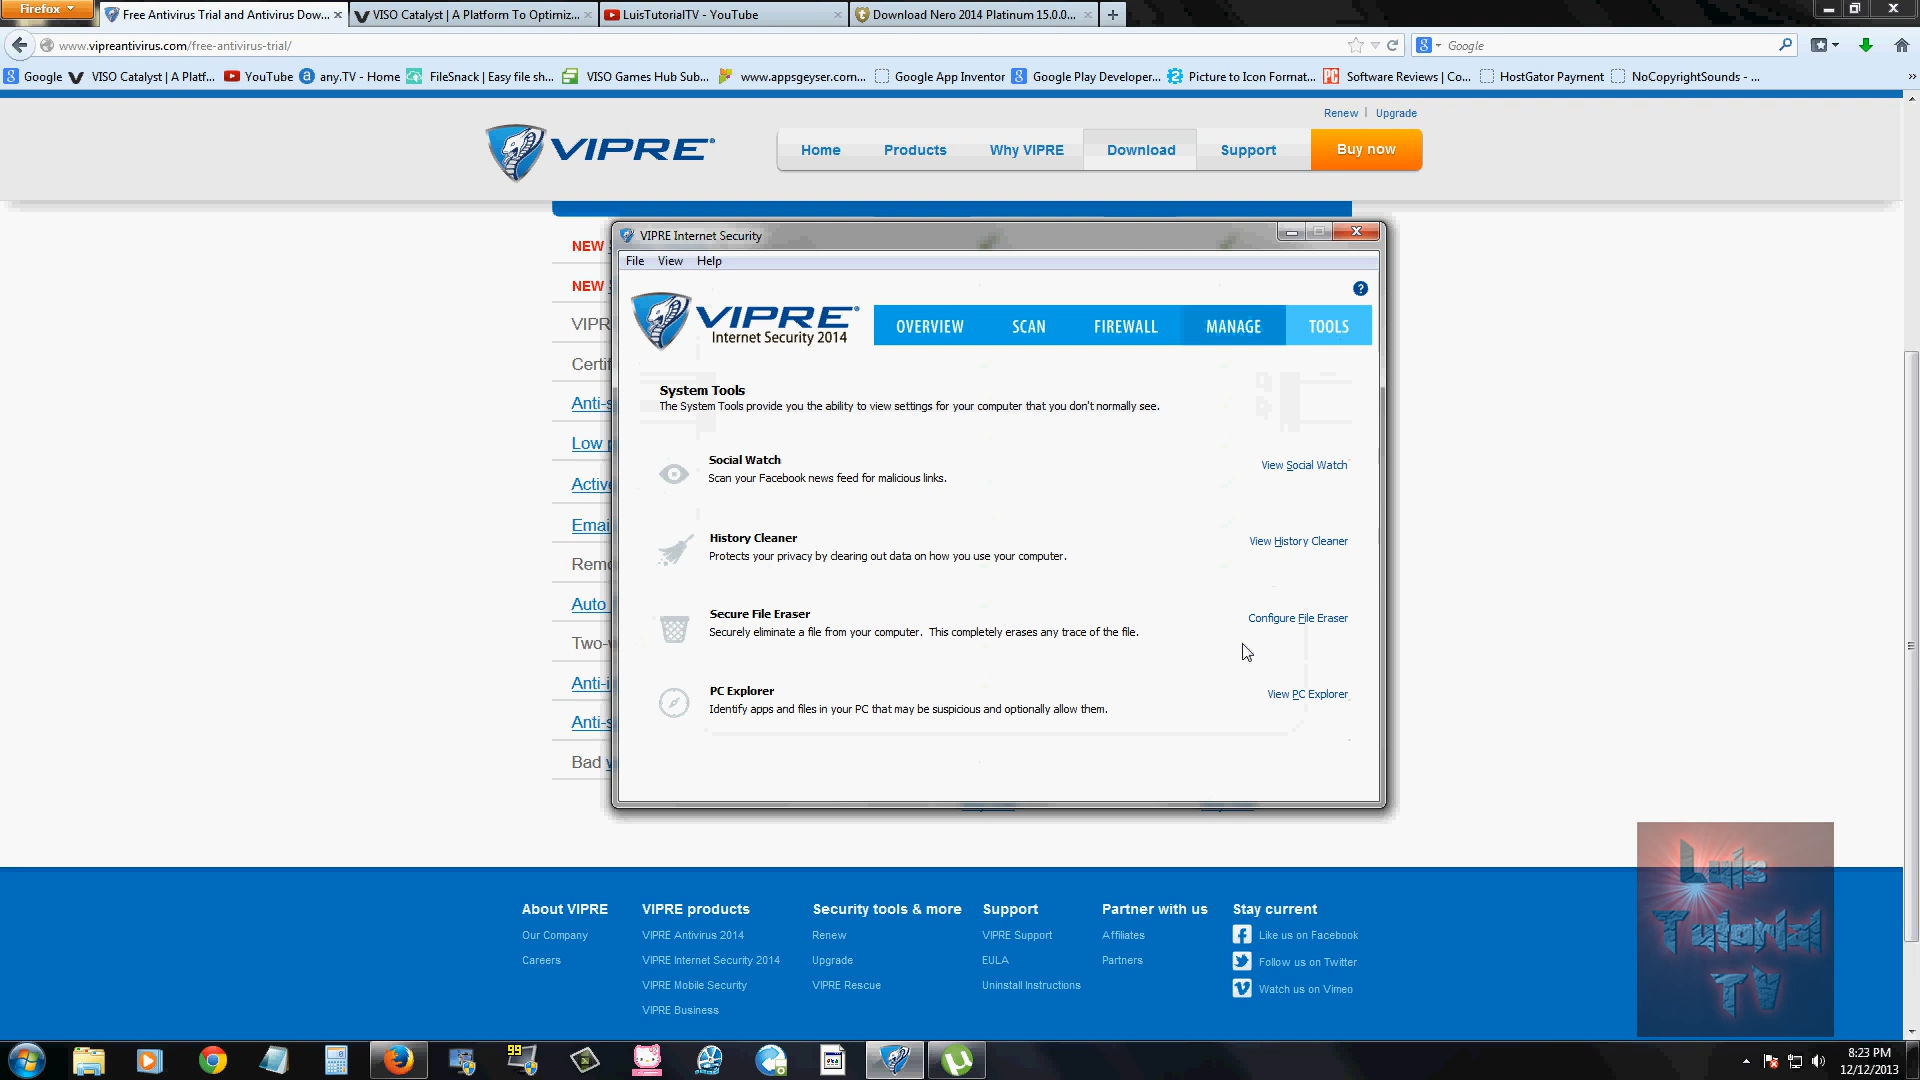 Firefox
Free Antivirus Trial and Antivirus Dow...
VISO Catalyst | A Platform To Optimiz...
LuisTutorialTV - YouTube
Download Nero 2014 Platinum 15.0.0...
www.vipreantivirus.com/free-antivirus-trial/
Google
Google
VISO Catalyst | A Platf...
YouTube
any.TV - Home
FileSnack | Easy file sh...
VISO Games Hub Sub...
www.appsgeyser.com...
Google App Inventor
Google Play Developer...
Picture to Icon Format...
Software Reviews | Co...
HostGator Payment
NoCopyrightSounds - ...
Renew | Upgrade
VIPRE
Home
Products
Why VIPRE
Download
Support
Buy now
NEW
NEW
VIPR
Certif
Anti-s
Low p
Active
Emai
Remo
Auto
Two-w
Anti-i
Anti-s
Bad w
VIPRE Internet Security
File View Help
VIPRE
Internet Security 2014
OVERVIEW
SCAN
FIREWALL
MANAGE
TOOLS
System Tools
The System Tools provide you the ability to view settings for your computer that you don't normally see.
Social Watch
Scan your Facebook news feed for malicious links.
View Social Watch
History Cleaner
Protects your privacy by clearing out data on how you use your computer.
View History Cleaner
Secure File Eraser
Securely eliminate a file from your computer. This completely erases any trace of the file.
Configure File Eraser
PC Explorer
Identify apps and files in your PC that may be suspicious and optionally allow them.
View PC Explorer
About VIPRE
Our Company
Careers
VIPRE products
VIPRE Antivirus 2014
VIPRE Internet Security 2014
VIPRE Mobile Security
VIPRE Business
Security tools & more
Renew
Upgrade
VIPRE Rescue
Support
VIPRE Support
EULA
Uninstall Instructions
Partner with us
Affiliates
Partners
Stay current
Like us on Facebook
Follow us on Twitter
Watch us on Vimeo
Luis
Tutorial
TV
99
8:23 PM
12/12/2013